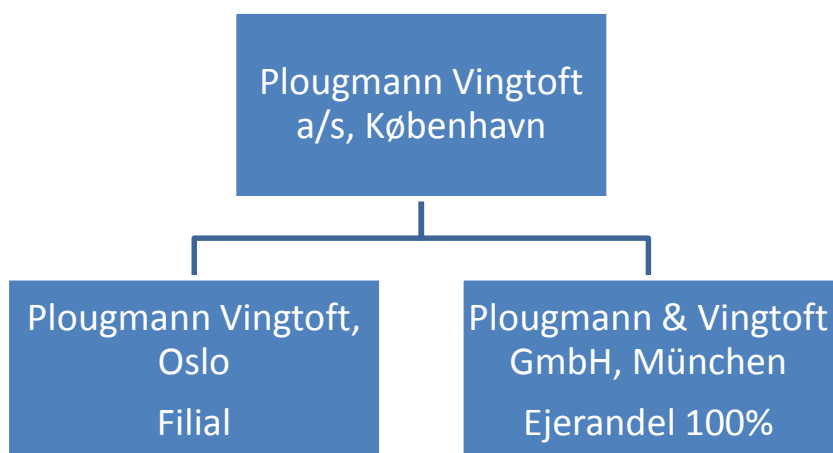 Plougmann Vingtoft
a/s, København
Plougmann Vingtoft,
Oslo
Filial
Plougmann & Vingtoft
GmbH, München
Ejerandel 100%